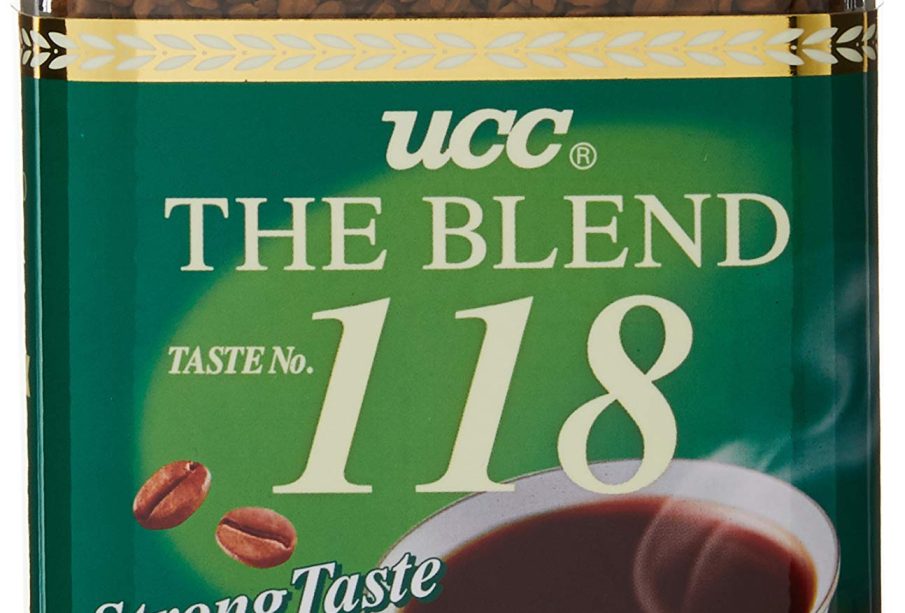 ucc®
THE BLEND
TASTE No. 118
Strong Taste